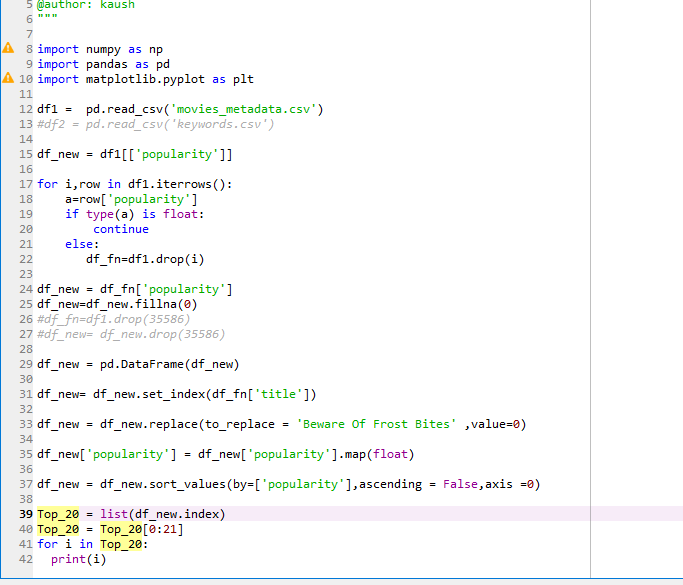 5 @author: kaush
6 """
7
8 import numpy as np
9 import pandas as pd
10 import matplotlib.pyplot as plt
11
12 df1 =  pd.read_csv('movies_metadata.csv')
13 #df2 = pd.read_csv('keywords.csv')
14
15 df_new = df1[['popularity']]
16
17 for i,row in df1.iterrows():
18     a=row['popularity']
19     if type(a) is float:
20         continue
21     else:
22        df_fn=df1.drop(i)
23
24 df_new = df_fn['popularity']
25 df_new=df_new.fillna(0)
26 #df_fn=df1.drop(35586)
27 #df_new= df_new.drop(35586)
28
29 df_new = pd.DataFrame(df_new)
30
31 df_new= df_new.set_index(df_fn['title'])
32
33 df_new = df_new.replace(to_replace = 'Beware Of Frost Bites' ,value=0)
34
35 df_new['popularity'] = df_new['popularity'].map(float)
36
37 df_new = df_new.sort_values(by=['popularity'],ascending = False,axis =0)
38
39 Top_20 = list(df_new.index)
40 Top_20 = Top_20[0:21]
41 for i in Top_20:
42   print(i)